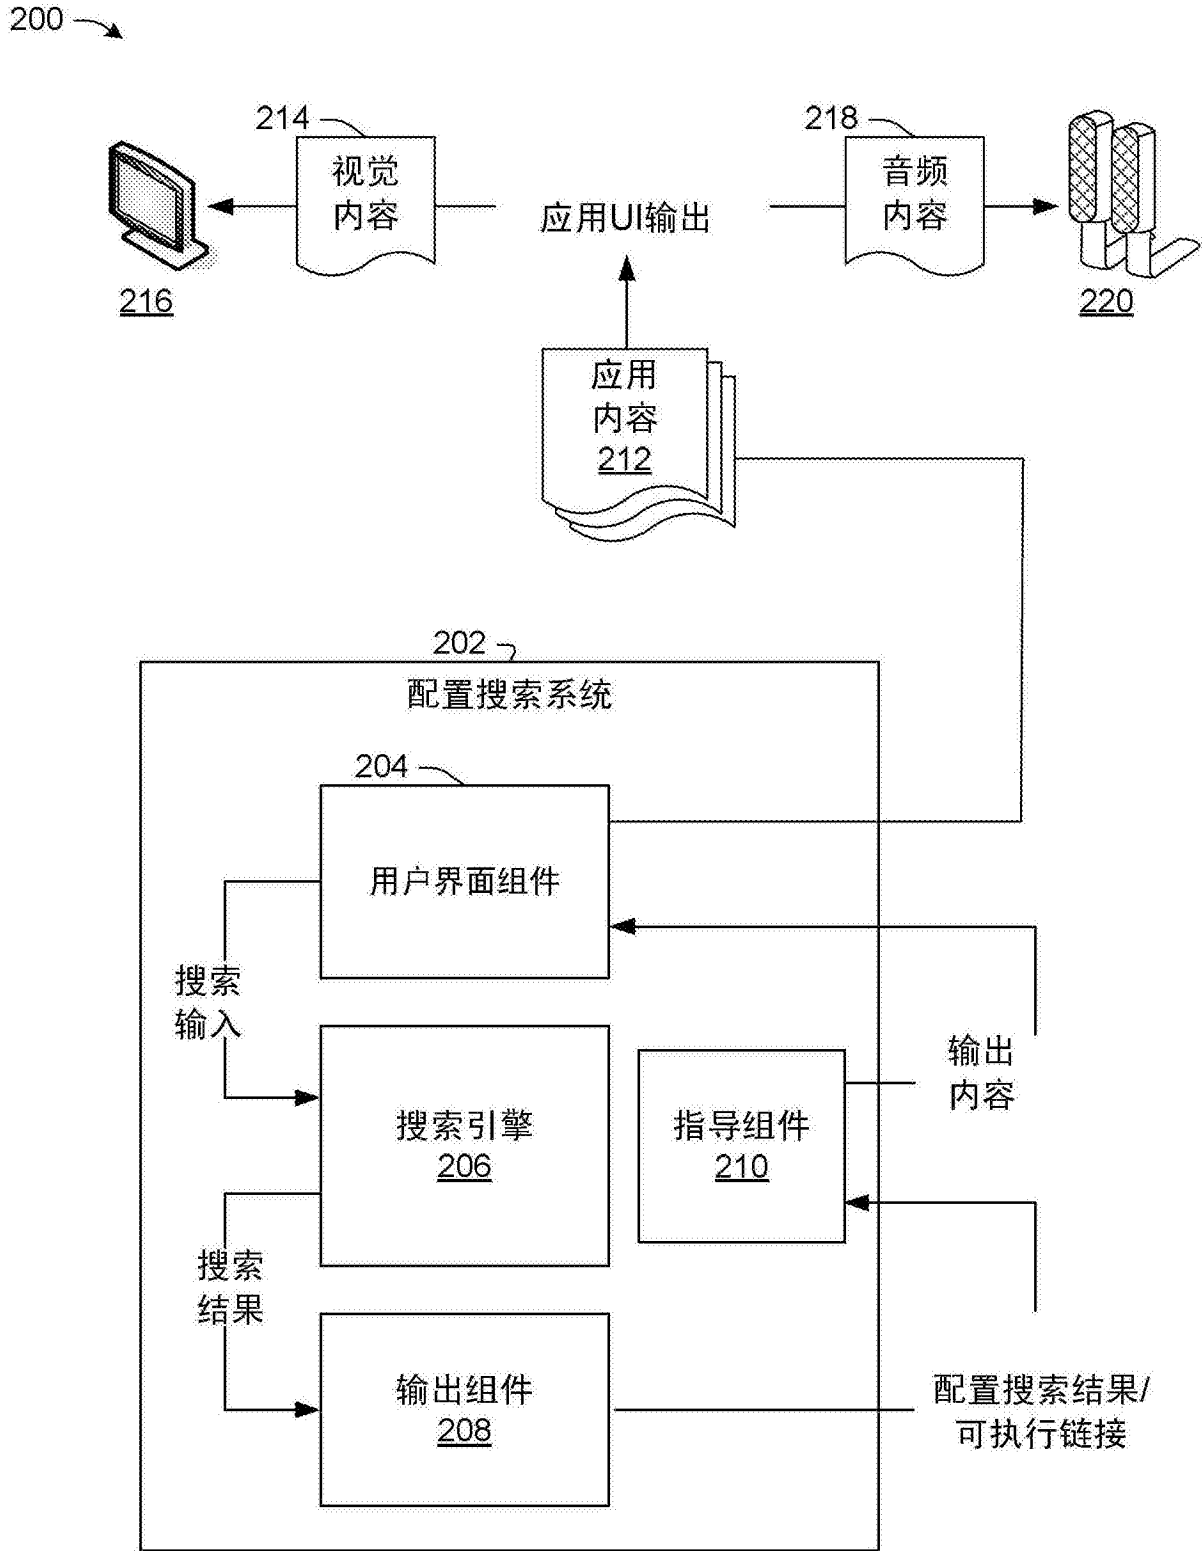 200
214
视觉
内容
216
应用UI输出
218
音频
内容
220
应用
内容
212
202
配置搜索系统
204
用户界面组件
搜索
输入
搜索引擎
206
指导组件
210
输出
内容
搜索
结果
输出组件
208
配置搜索结果/
可执行链接